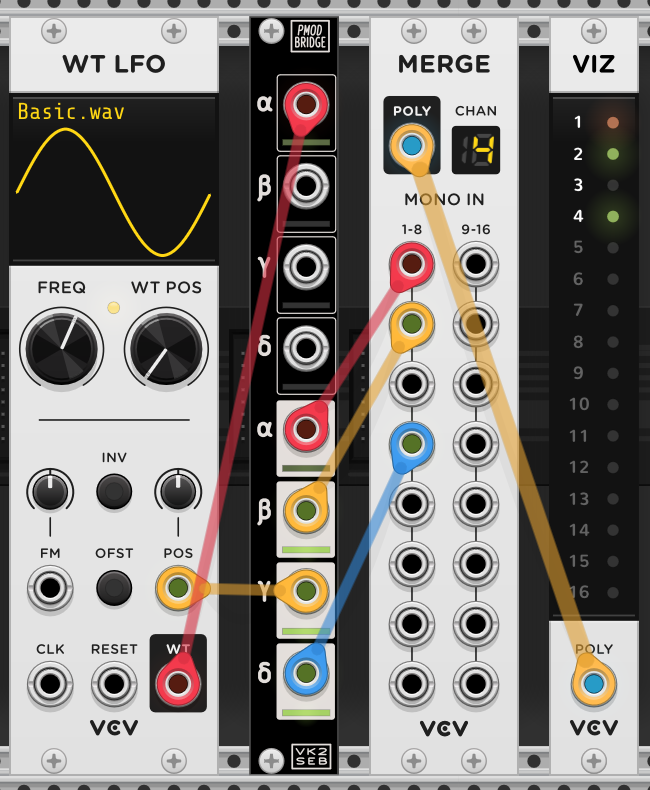 WT LFO
Basic.wav
FREQ WT POS
INV
FM OFST POS
CLK RESET WT
VCV
PMOD
BRIDGE
α
β
γ
δ
α
β
γ
δ
VK2
SEB
MERGE
POLY CHAN
4
MONO IN
1-8 9-16
VCV
VIZ
1
2
3
4
5
6
7
8
9
10
11
12
13
14
15
16
POLY
VCV